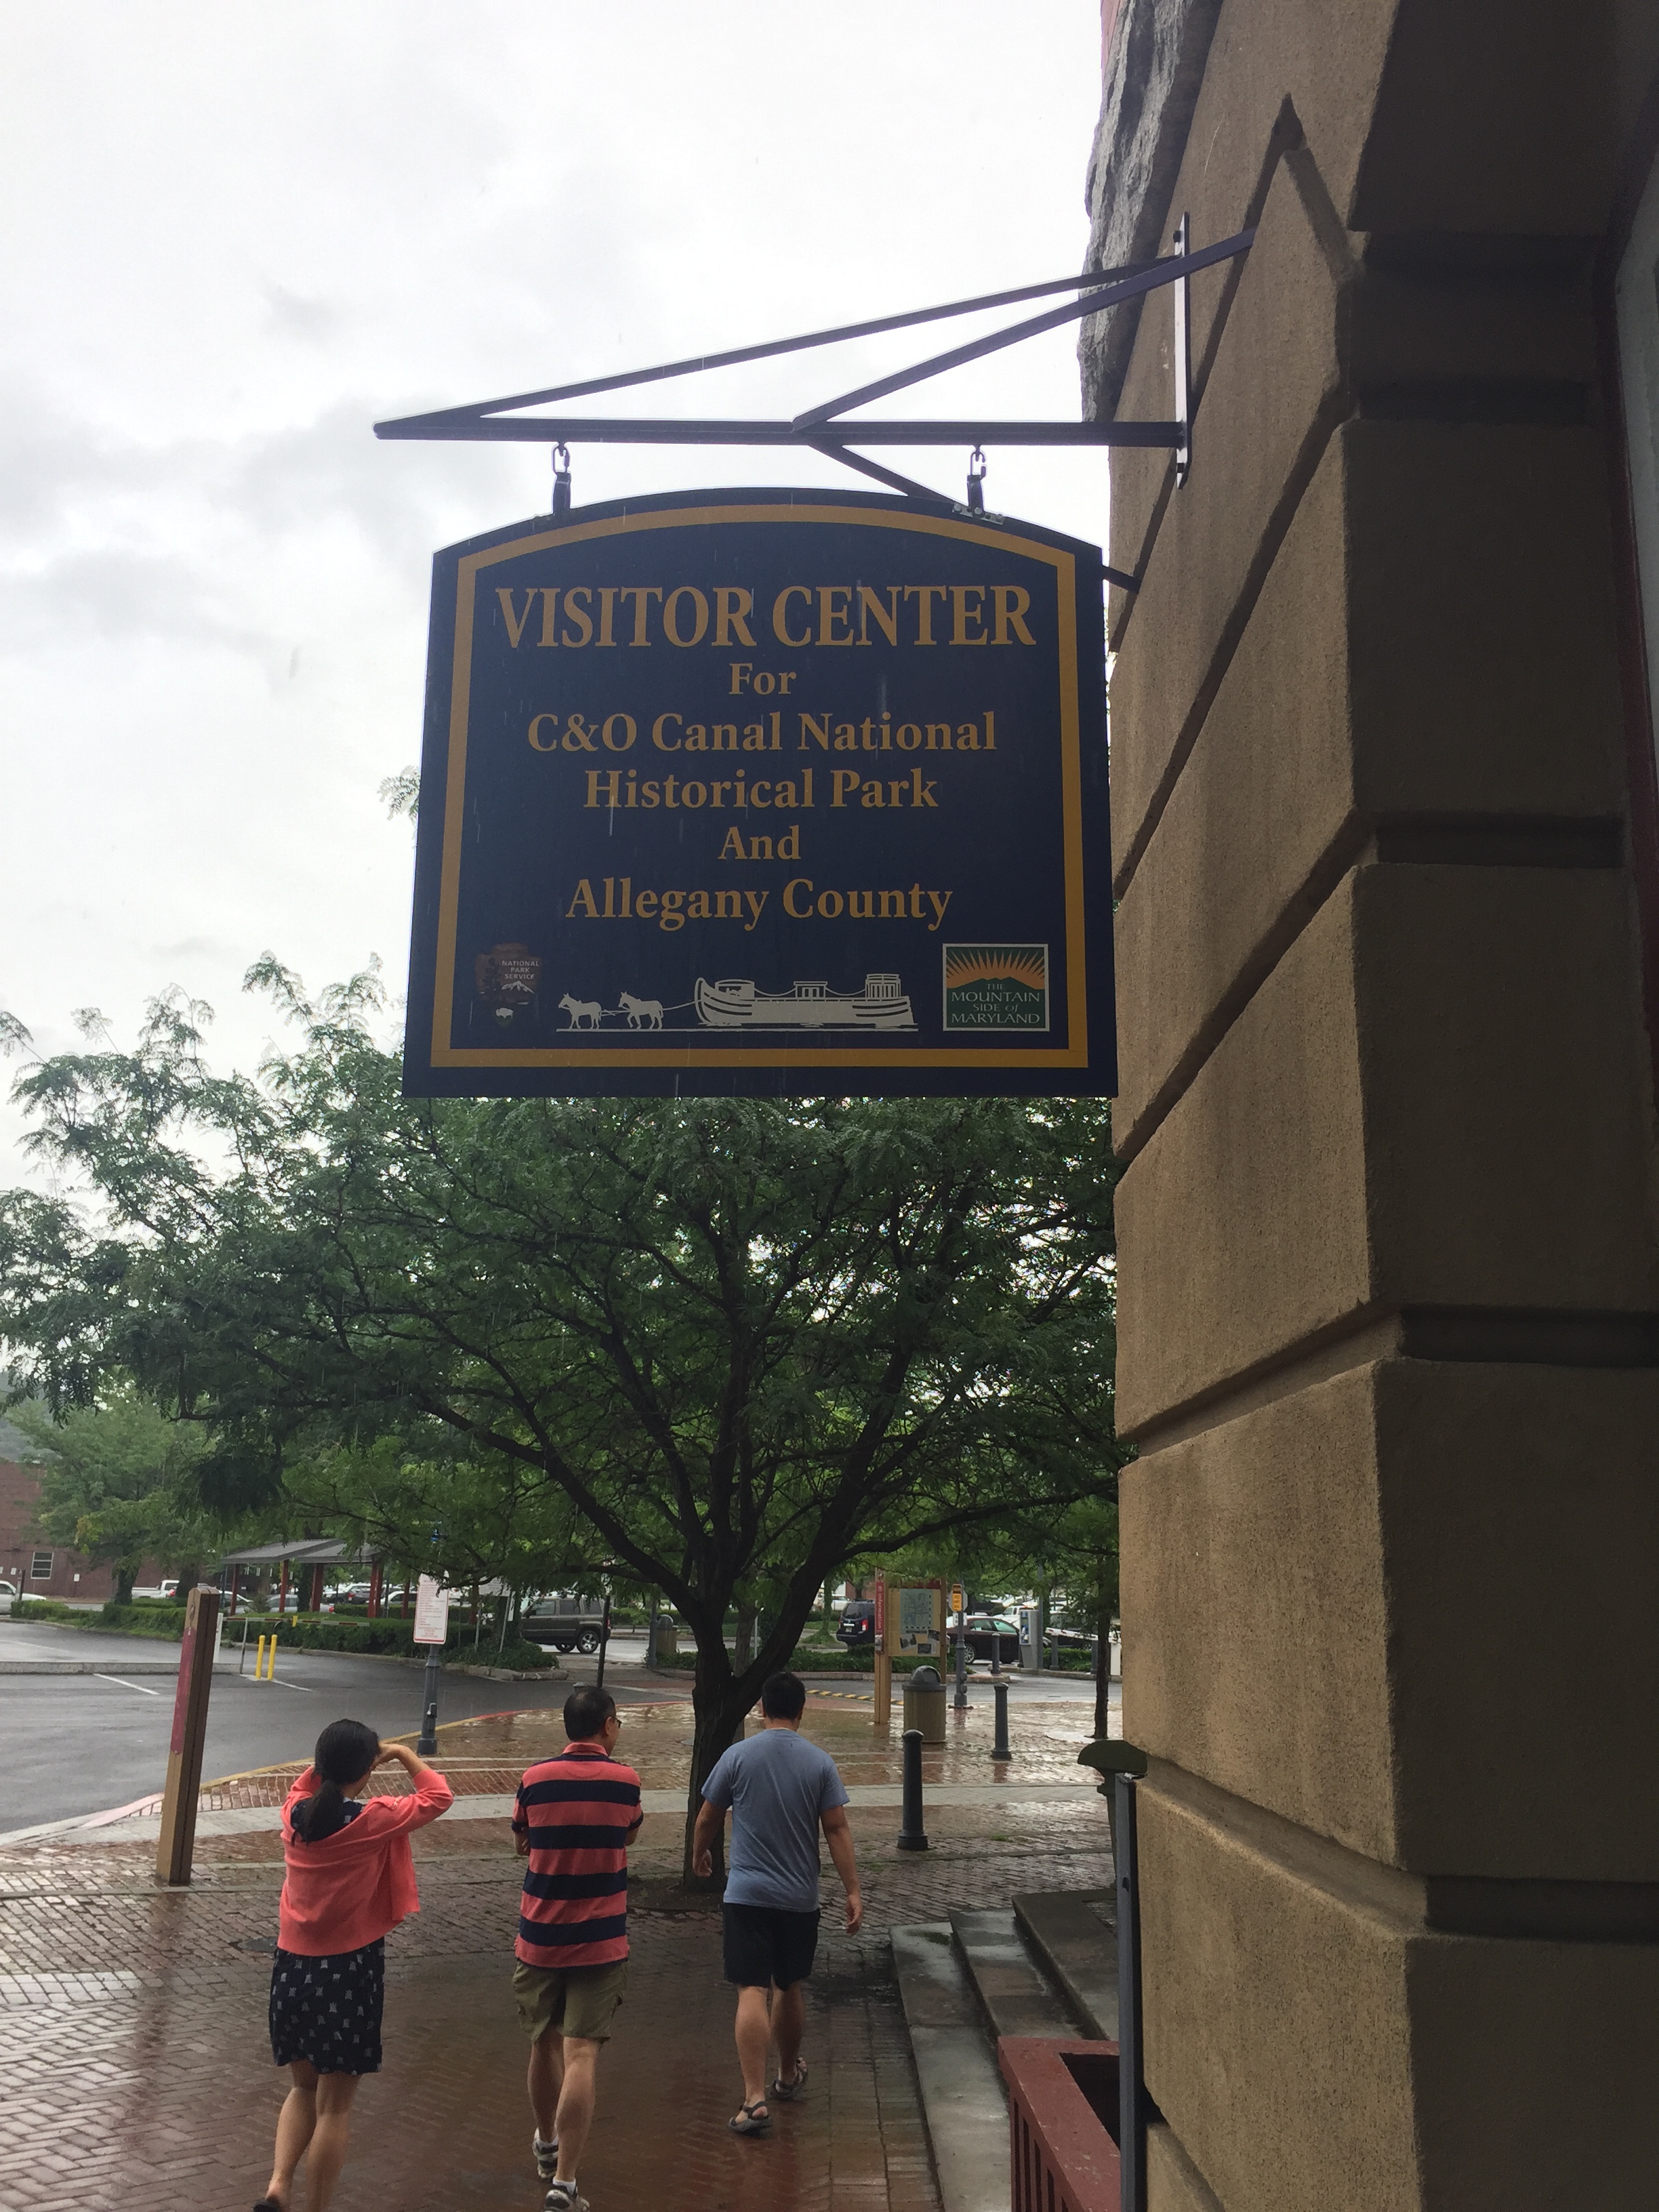 VISITOR CENTER
For
C&O Canal National
Historical Park
And
Allegany County
NATIONAL
PARK
SERVICE
THE
MOUNTAIN
SIDE of
MARYLAND